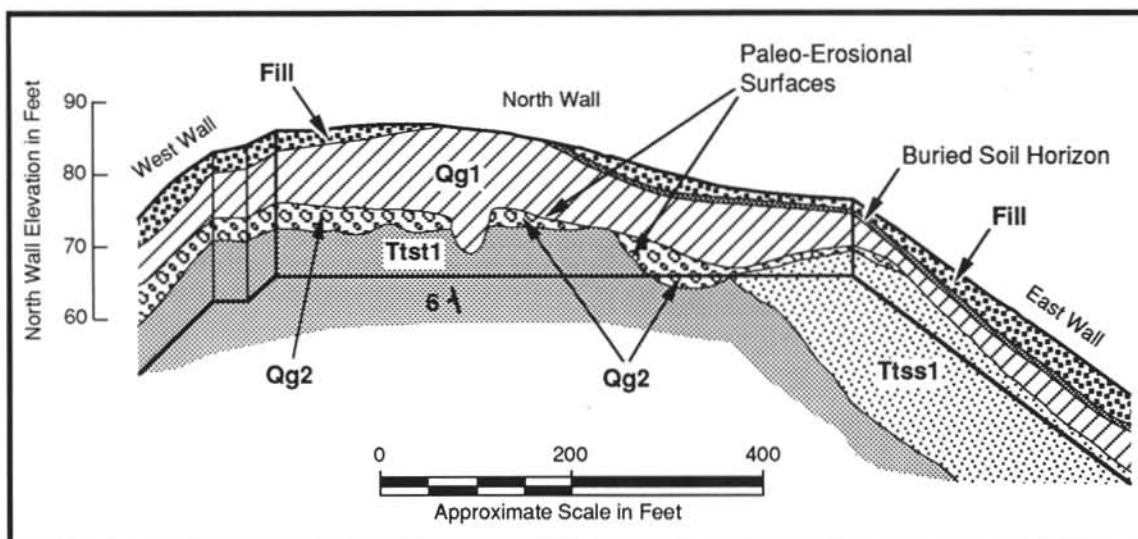 Paleo-Erosional
Surfaces
Fill
North Wall
90
80
70
60
North Wall Elevation in Feet
West Wall
Buried Soil Horizon
Qg1
Fill
Qg2
Ttst1
6
East Wall
Qg2
Qg2
Ttss1
0
200
400
Approximate Scale in Feet